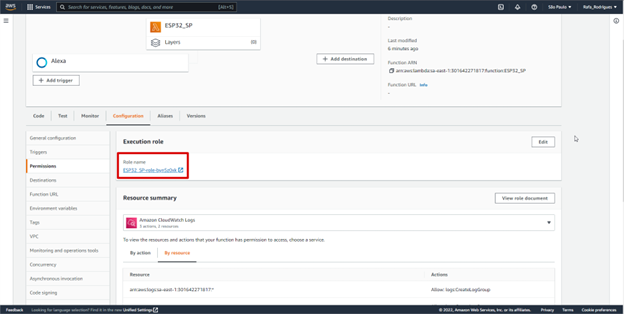 aws
Services
Search for services, features, blogs, docs, and more
[Alt+S]
São Paulo
Rafa_Rodrigues
ESP32_SP
Layers
(0)
Alexa
+ Add trigger
+ Add destination
Description
-
Last modified
6 minutes ago
Function ARN
arn:aws:lambda:sa-east-1:301642271817:function:ESP32_SP
Function URL Info
-
Code
Test
Monitor
Configuration
Aliases
Versions
General configuration
Triggers
Permissions
Destinations
Function URL
Environment variables
Tags
VPC
Monitoring and operations tools
Concurrency
Asynchronous invocation
Code signing
Execution role
Edit
Role name
Resource summary
View role document
Amazon CloudWatch Logs
3 actions, 2 resources
To view the resources and actions that your function has permission to access, choose a service.
By action
By resource
Resource
Actions
arn:aws:logs:sa-east-1:301642271817:*
Allow: logs:CreateLogGroup
Feedback
Looking for language selection? Find it in the new Unified Settings
© 2022, Amazon Web Services, Inc. or its affiliates.
Privacy
Terms
Cookie preferences